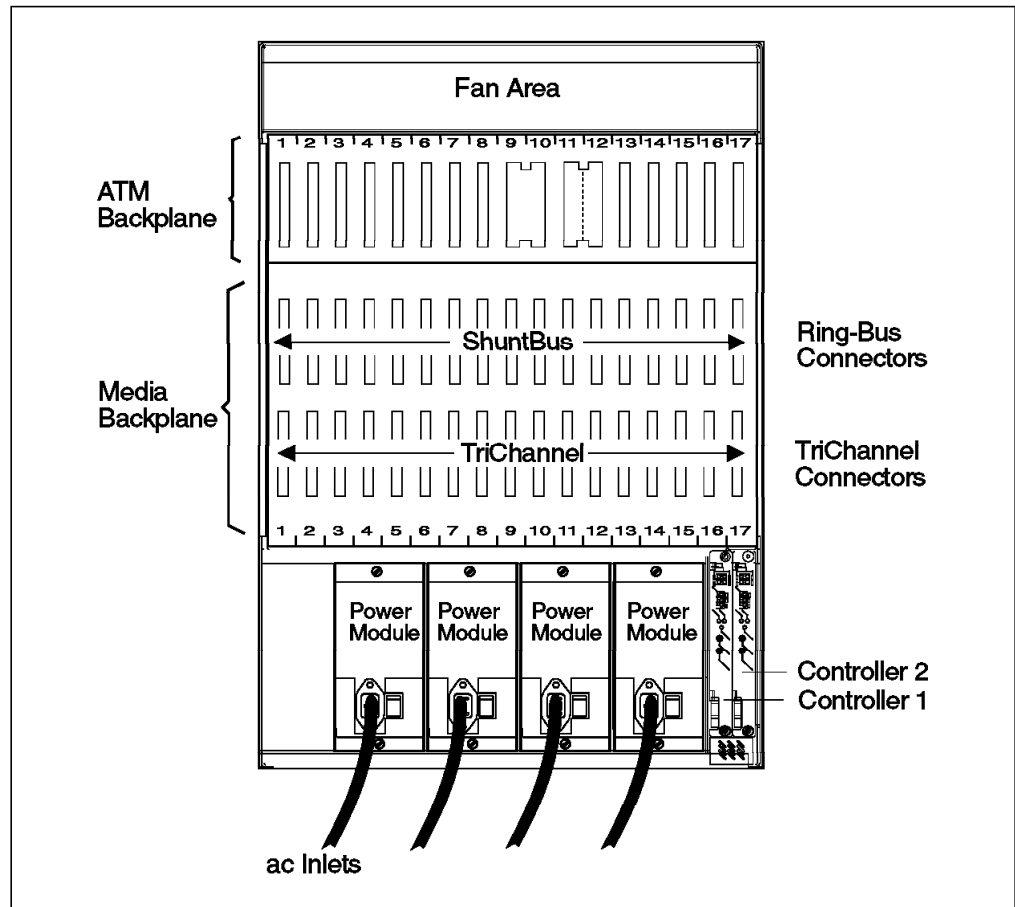 Fan Area
1 2 3 4 5 6 7 8 9 10 11 12 13 14 15 16 17
ATM
Backplane
ShuntBus
Ring-Bus
Connectors
Media
Backplane
TriChannel
TriChannel
Connectors
1 2 3 4 5 6 7 8 9 10 11 12 13 14 15 16 17
Power
Module
Power
Module
Power
Module
Power
Module
Controller 2
Controller 1
ac Inlets